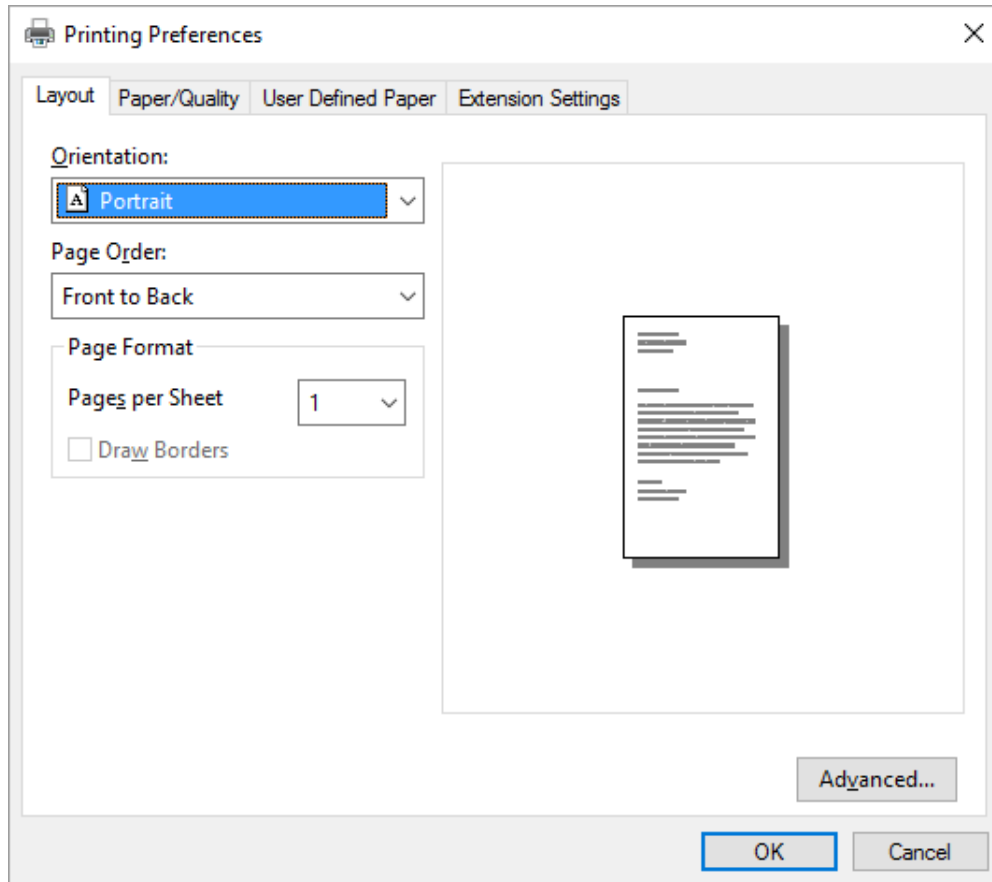 Printing Preferences
Layout Paper/Quality User Defined Paper Extension Settings
Orientation:
A Portrait
Page Order:
Front to Back
Page Format
Pages per Sheet 1
Draw Borders
Advanced...
OK Cancel